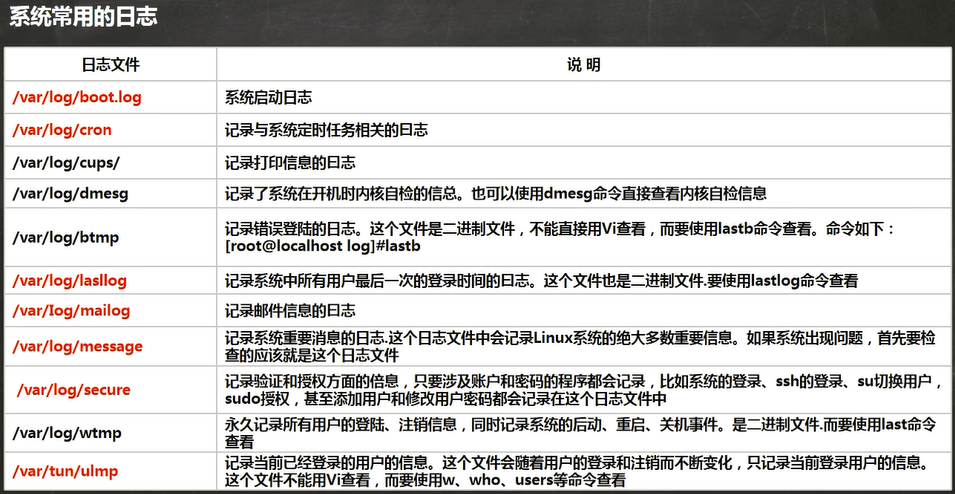 系统常用的日志
日志文件 说 明
/var/log/boot.log 系统启动日志
/var/log/cron 记录与系统定时任务相关的日志
/var/log/cups/ 记录打印信息的日志
/var/log/dmesg 记录了系统在开机时内核自检的信总。也可以使用dmesg命令直接查看内核自检信息
/var/log/btmp 记录错误登陆的日志。这个文件是二进制文件，不能直接用Vi查看，而要使用lastb命令查看。命令如下：
[root@localhost log]#lastb
/var/log/lasllog 记录系统中所有用户最后一次的登录时间的日志。这个文件也是二进制文件.要使用lastlog命令查看
/var/Iog/mailog 记录邮件信息的日志
/var/log/message 记录系统重要消息的日志.这个日志文件中会记录Linux系统的绝大多数重要信息。如果系统出现问题，首先要检
查的应该就是这个日志文件
/var/log/secure 记录验证和授权方面的倍息，只要涉及账户和密码的程序都会记录，比如系统的登录、ssh的登录、su切换用户，
sudo授权，甚至添加用户和修改用户密码都会记录在这个日志文件中
/var/log/wtmp 永久记录所有用户的登陆、注销信息，同时记录系统的后动、重启、关机事件。是二进制文件.而要使用last命令
查看
/var/tun/ulmp 记录当前已经登录的用户的信息。这个文件会随着用户的登录和注销而不断变化，只记录当前登录用户的信息。
这个文件不能用Vi查看，而要使用w、who、users等命令查看